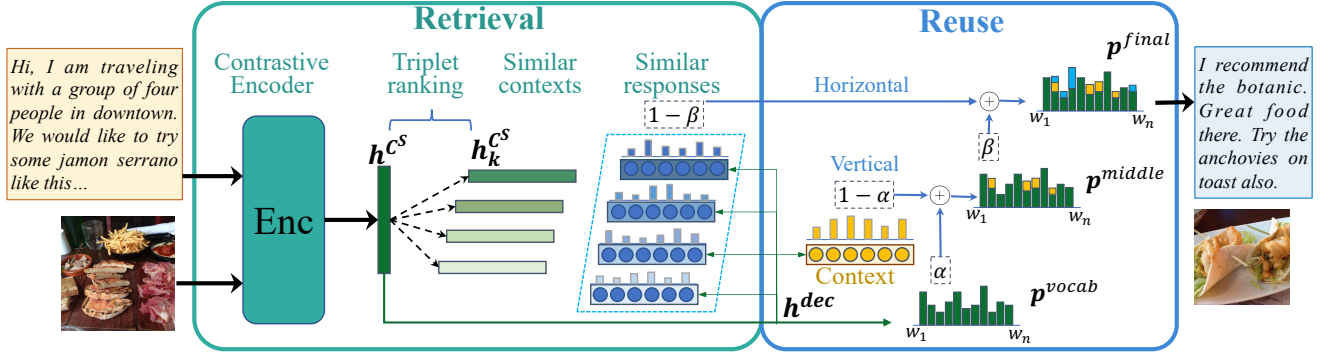 Retrieval
Reuse
Hi, I am traveling
with a group of four
people in downtown.
We would like to try
some jamon serrano
like this…
Contrastive
Encoder
Triplet
ranking
Similar
contexts
Similar
responses
Enc
h^{C^S}
h_k^{C^S}
1 − β
Horizontal
β
p^{final}
w_1
w_n
Vertical
1 − α
α
p^{middle}
w_1
w_n
Context
h^{dec}
p^{vocab}
w_1
w_n
I recommend
the botanic.
Great food
there. Try the
anchovies on
toast also.